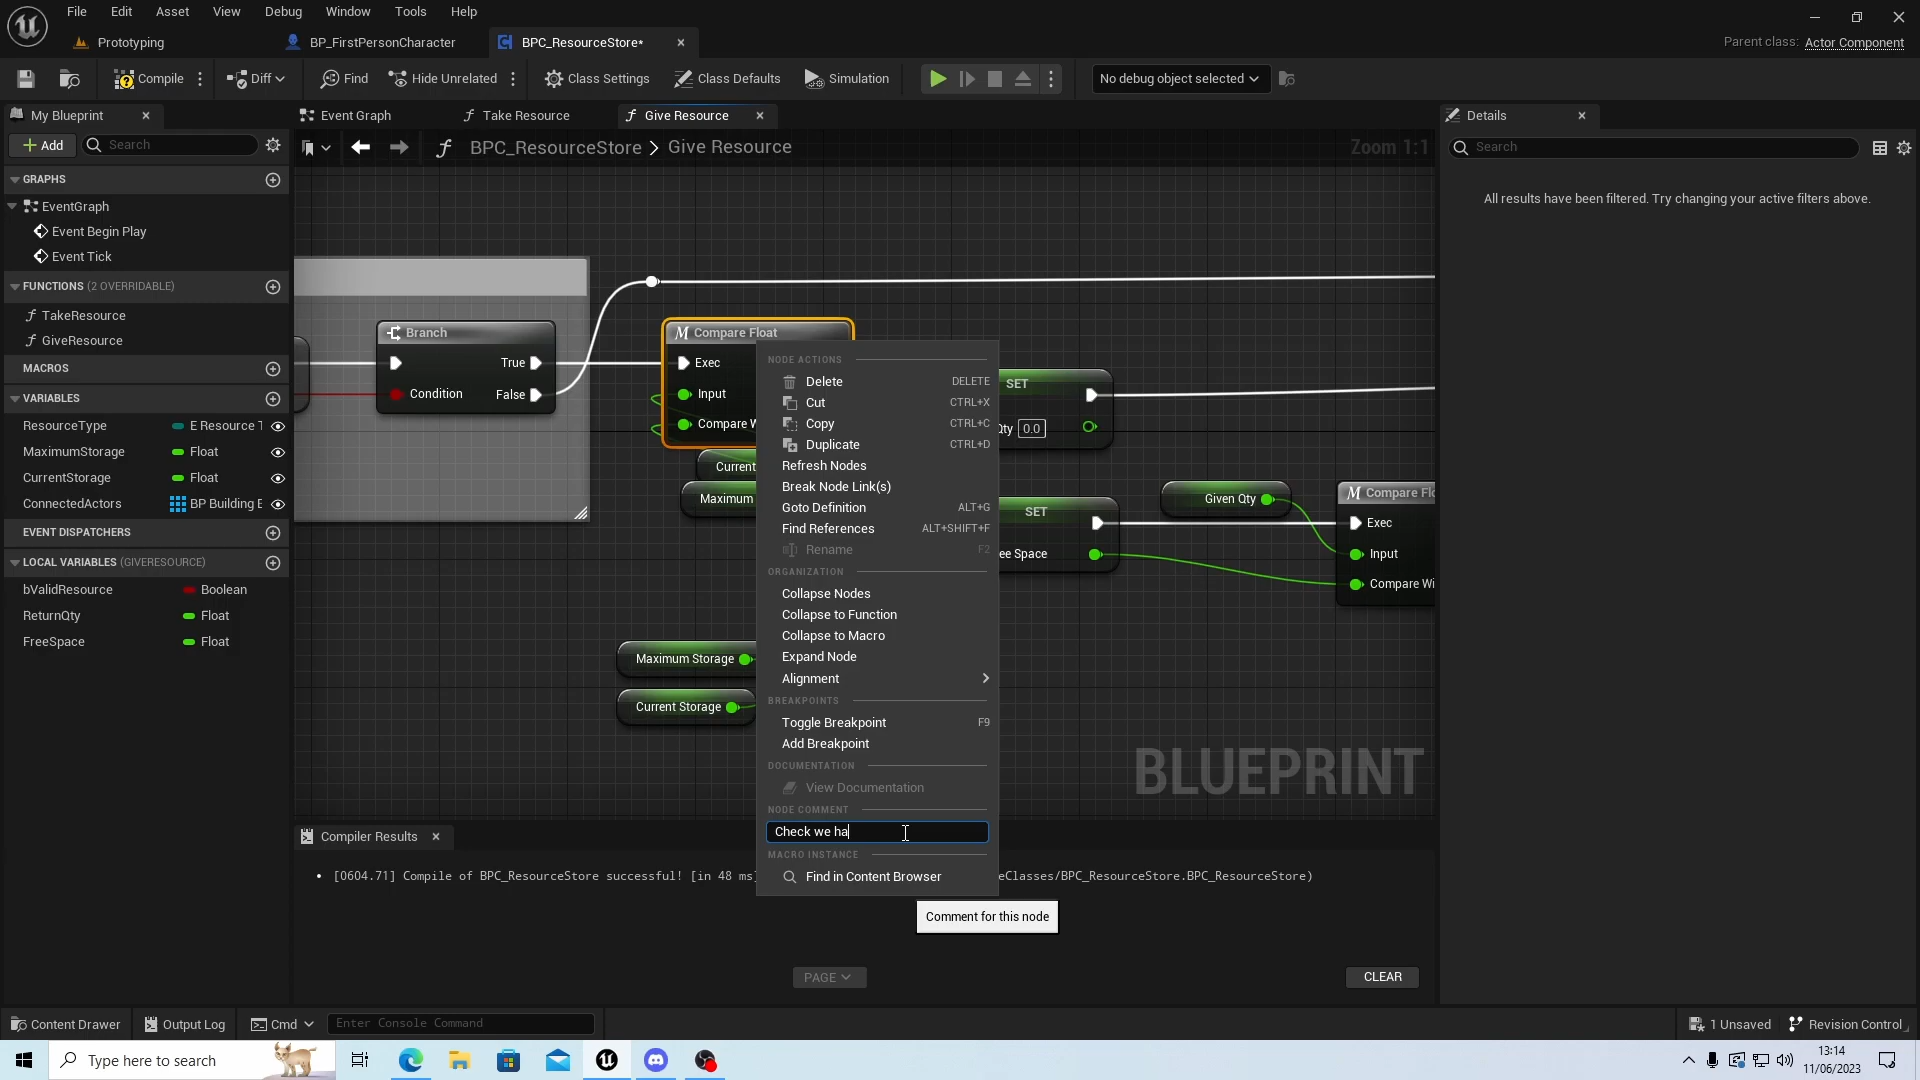 File Edit Asset View Debug Window Tools Help
Prototyping BP_FirstPersonCharacter BPC_ResourceStore* Parent class: Actor Component
Compile Diff Find Hide Unrelated Class Settings Class Defaults Simulation No debug object selected
My Blueprint Event Graph Take Resource Give Resource Details
Add Search BPC_ResourceStore > Give Resource Zoom 1:1 Search
All results have been filtered. Try changing your active filters above.
GRAPHS
EventGraph
Event Begin Play
Event Tick
FUNCTIONS (2 OVERRIDABLE)
TakeResource
GiveResource
MACROS
VARIABLES
ResourceType E Resource T
MaximumStorage Float
CurrentStorage Float
ConnectedActors BP Building E
EVENT DISPATCHERS
LOCAL VARIABLES (GIVERESOURCE)
bValidResource Boolean
ReturnQty Float
FreeSpace Float
Branch
True
Condition False
Compare Float
Exec
Input
Compare W
Current
Maximum
Maximum Storage
Current Storage
SET
Qty 0.0
SET
ee Space
Given Qty
Compare Flo
Exec
Input
Compare Wi
BLUEPRINT
NODE ACTIONS
Delete DELETE
Cut CTRL+X
Copy CTRL+C
Duplicate CTRL+D
Refresh Nodes
Break Node Link(s)
Goto Definition ALT+G
Find References ALT+SHIFT+F
Rename F2
ORGANIZATION
Collapse Nodes
Collapse to Function
Collapse to Macro
Expand Node
Alignment
BREAKPOINTS
Toggle Breakpoint F9
Add Breakpoint
DOCUMENTATION
View Documentation
NODE COMMENT
Check we ha
MACRO INSTANCE
Find in Content Browser
Comment for this node
Compiler Results
[0604.71] Compile of BPC_ResourceStore successful! [in 48 ms] eClasses/BPC_ResourceStore.BPC_ResourceStore)
PAGE CLEAR
Content Drawer Output Log Cmd Enter Console Command 1 Unsaved Revision Control
Type here to search 13:14
11/06/2023